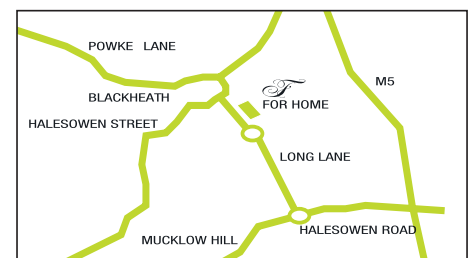 POWKE LANE
M5
BLACKHEATH
F
FOR HOME
HALESOWEN STREET
LONG LANE
HALESOWEN ROAD
MUCKLOW HILL